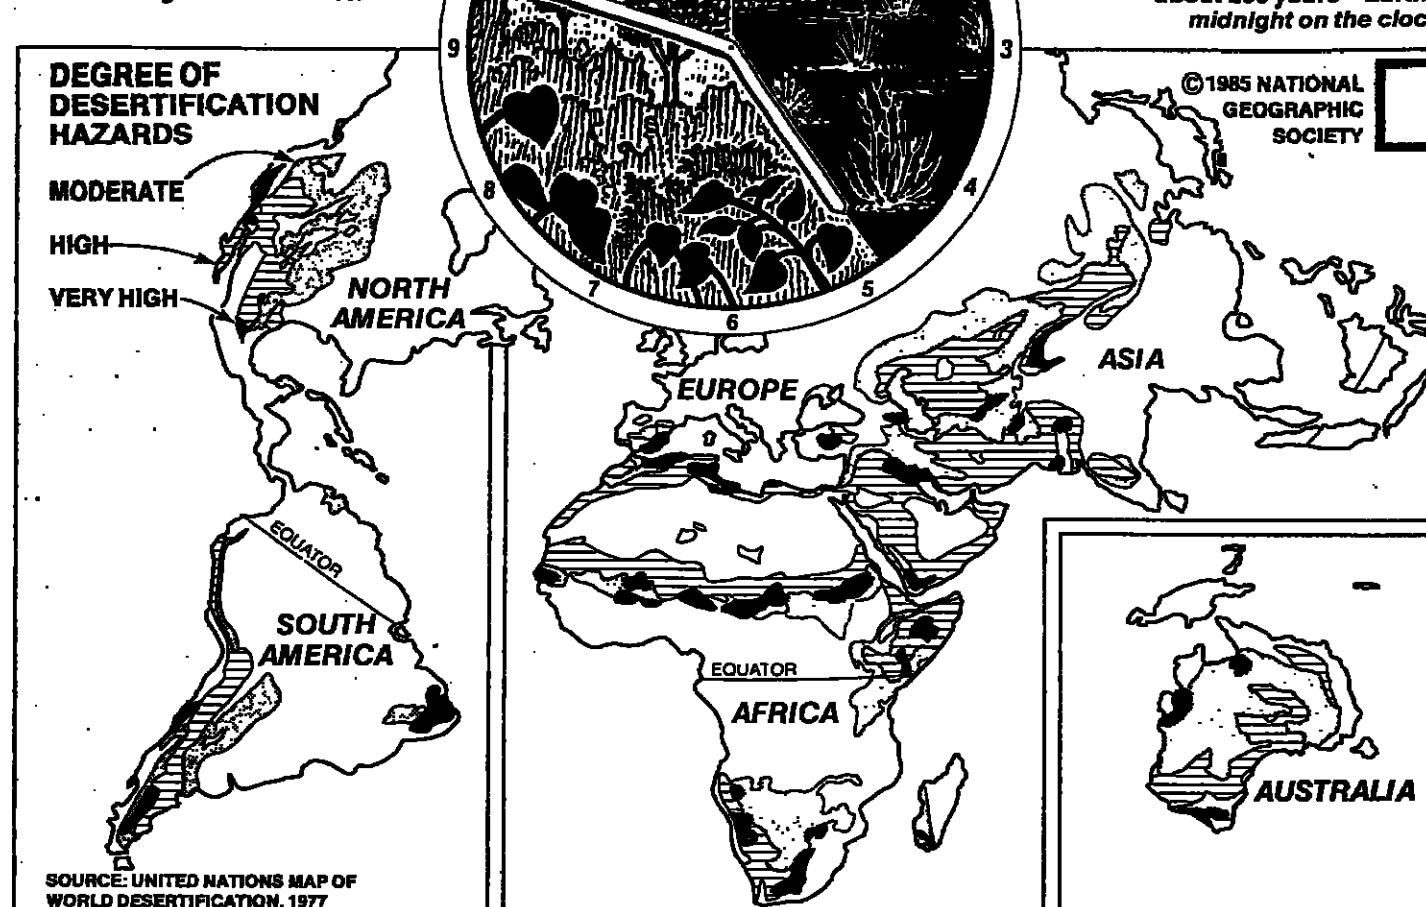 midnight on the cloc
9
3
8
4
7
5
6
DEGREE OF
DESERTIFICATION
HAZARDS
MODERATE
HIGH
VERY HIGH
©1985 NATIONAL
GEOGRAPHIC
SOCIETY
NORTH
AMERICA
EUROPE
ASIA
EQUATOR
SOUTH
AMERICA
EQUATOR
AFRICA
AUSTRALIA
SOURCE: UNITED NATIONS MAP OF
WORLD DESERTIFICATION, 1977